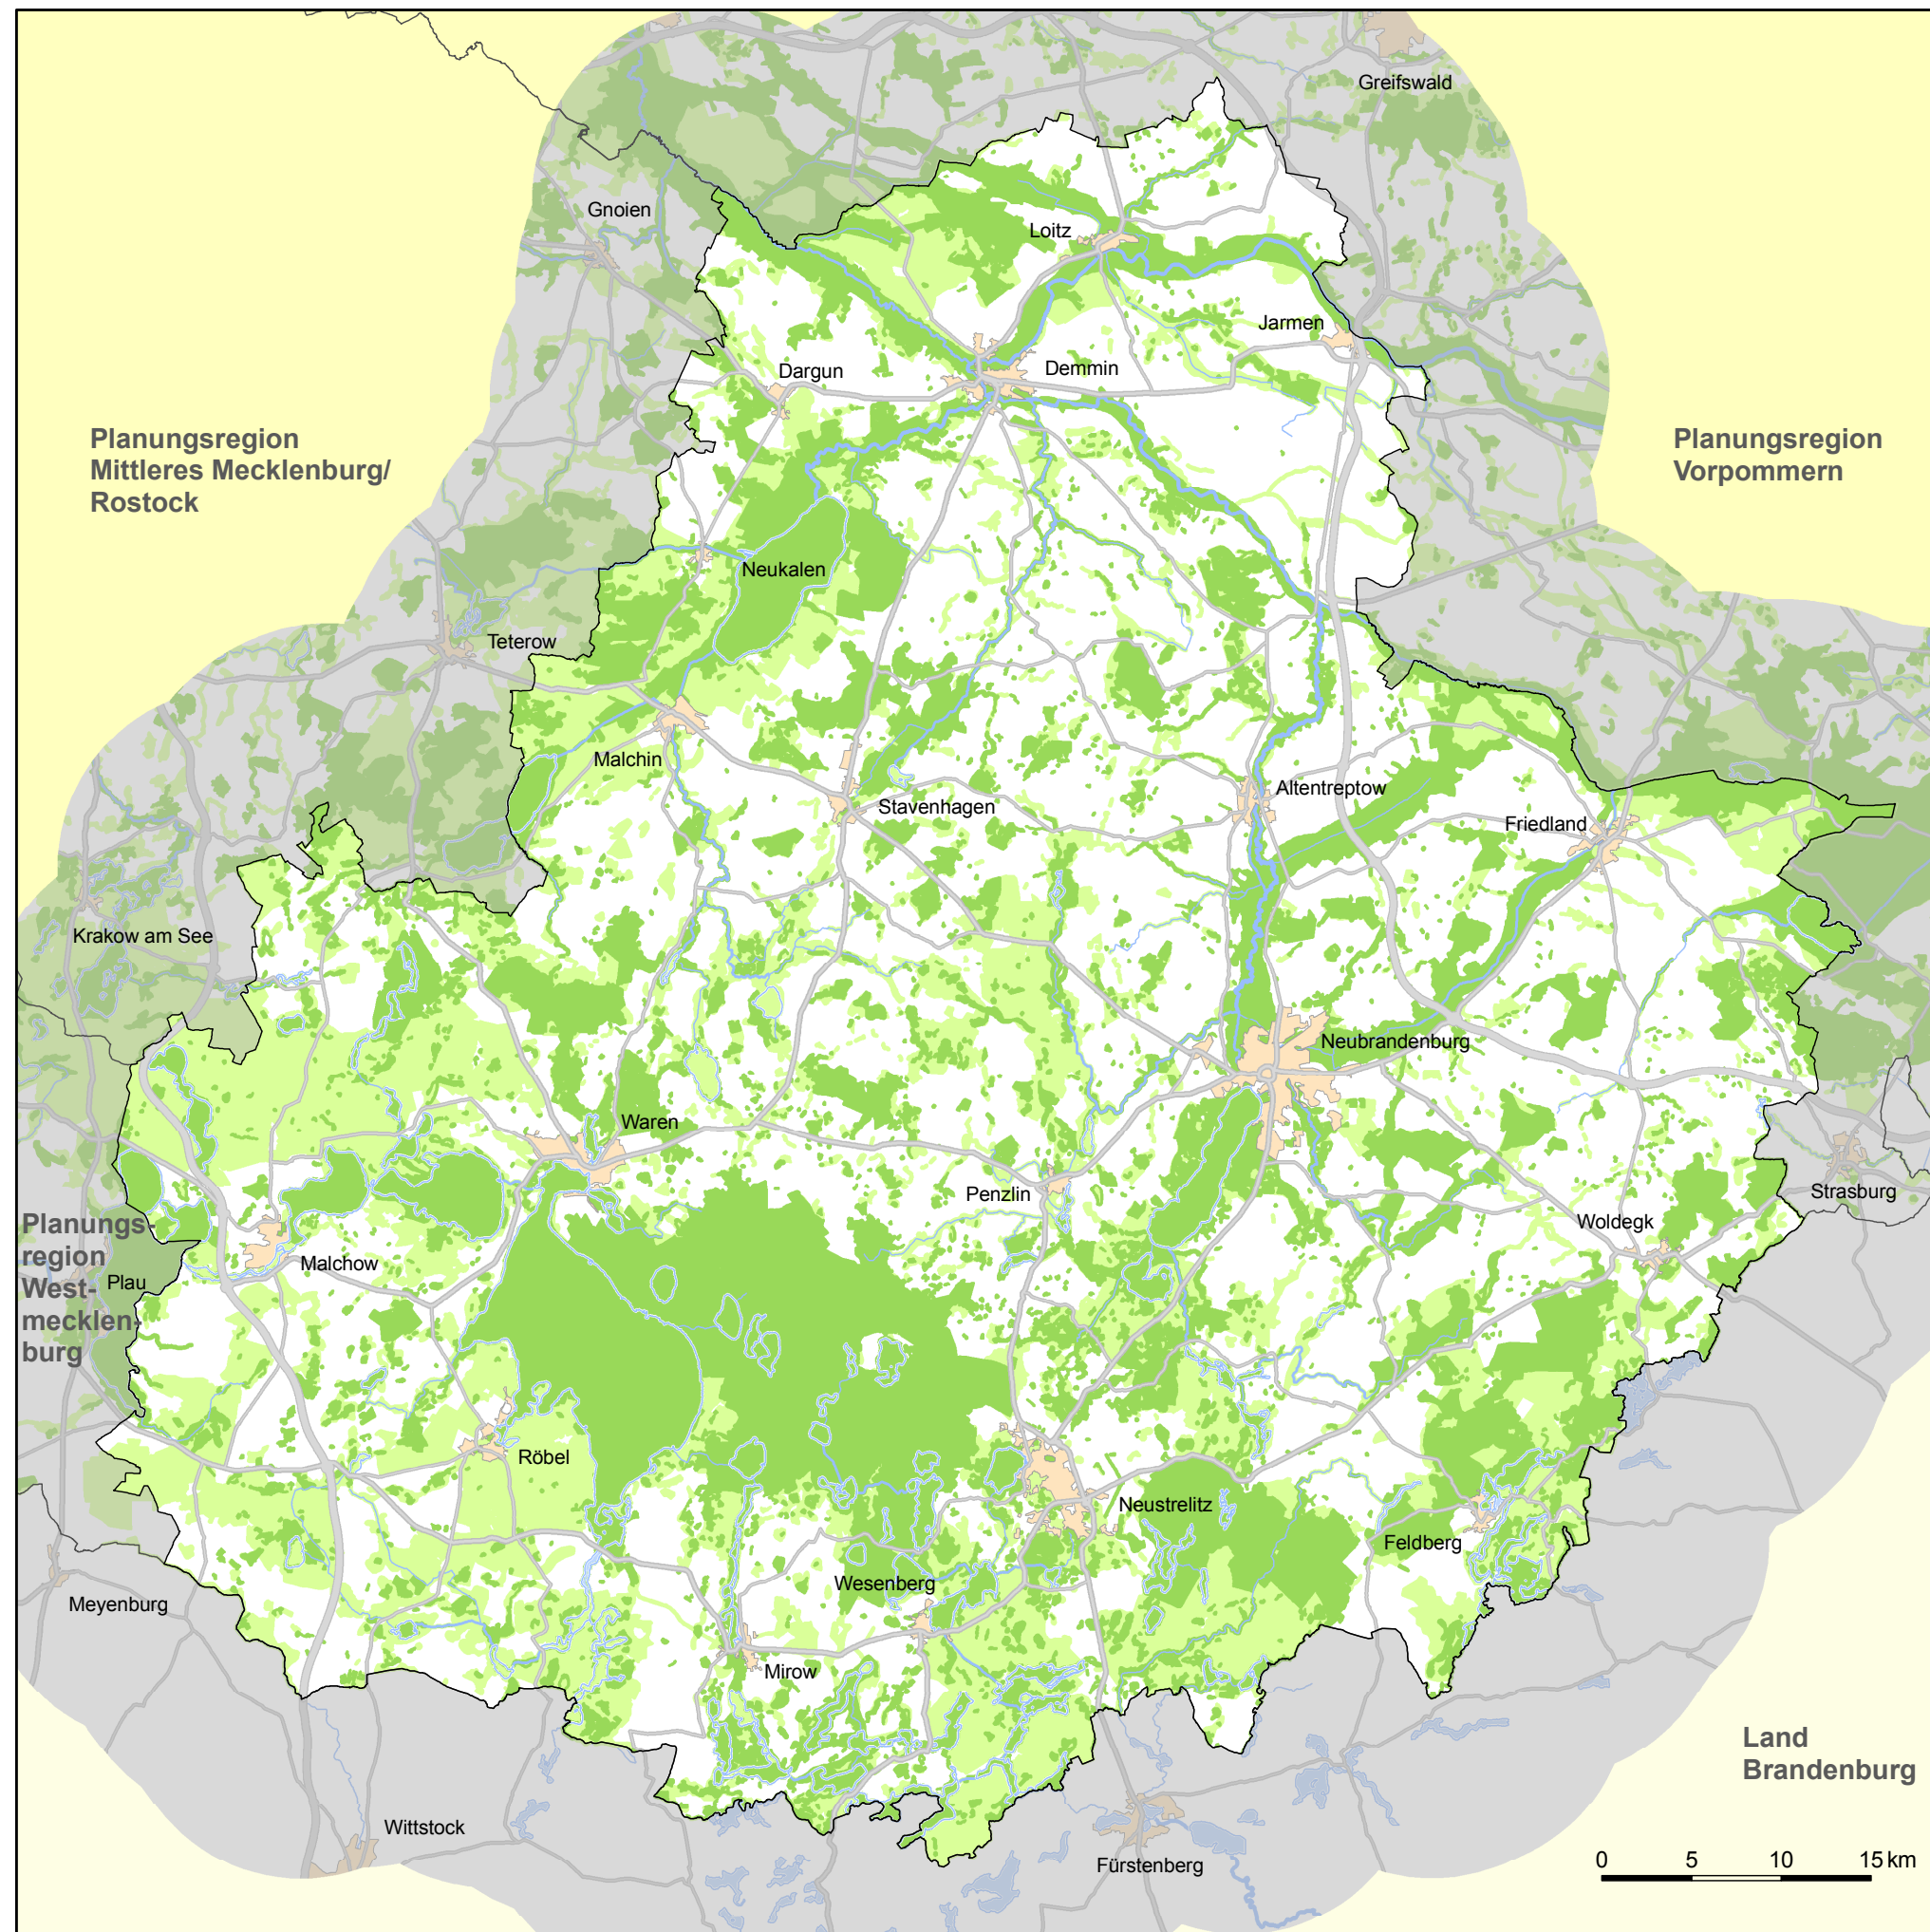 Greifswald
Gnoien
Loitz
Jarmen
Dargun
Demmin
Planungsregion
Mittleres Mecklenburg/
Rostock
Planungsregion
Vorpommern
Neukalen
Teterow
Malchin
Stavenhagen
Altentreptow
Friedland
Krakow am See
Neubrandenburg
Waren
Penzlin
Strasburg
Woldegk
Planungs-
region
West-
mecklen-
burg
Plau
Malchow
Röbel
Neustrelitz
Feldberg
Wesenberg
Meyenburg
Mirow
Land
Brandenburg
Wittstock
Fürstenberg
0 5 10 15 km